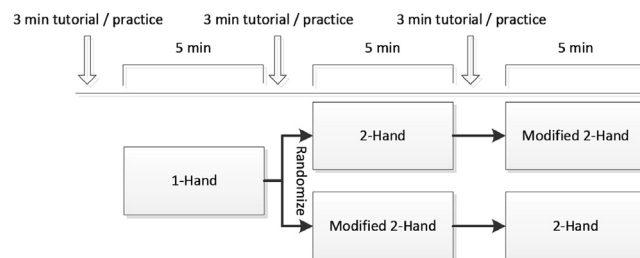 3 min tutorial / practice
3 min tutorial / practice
3 min tutorial / practice
5 min
5 min
5 min
2-Hand
Modified 2-Hand
1-Hand
Randomize
Modified 2-Hand
2-Hand